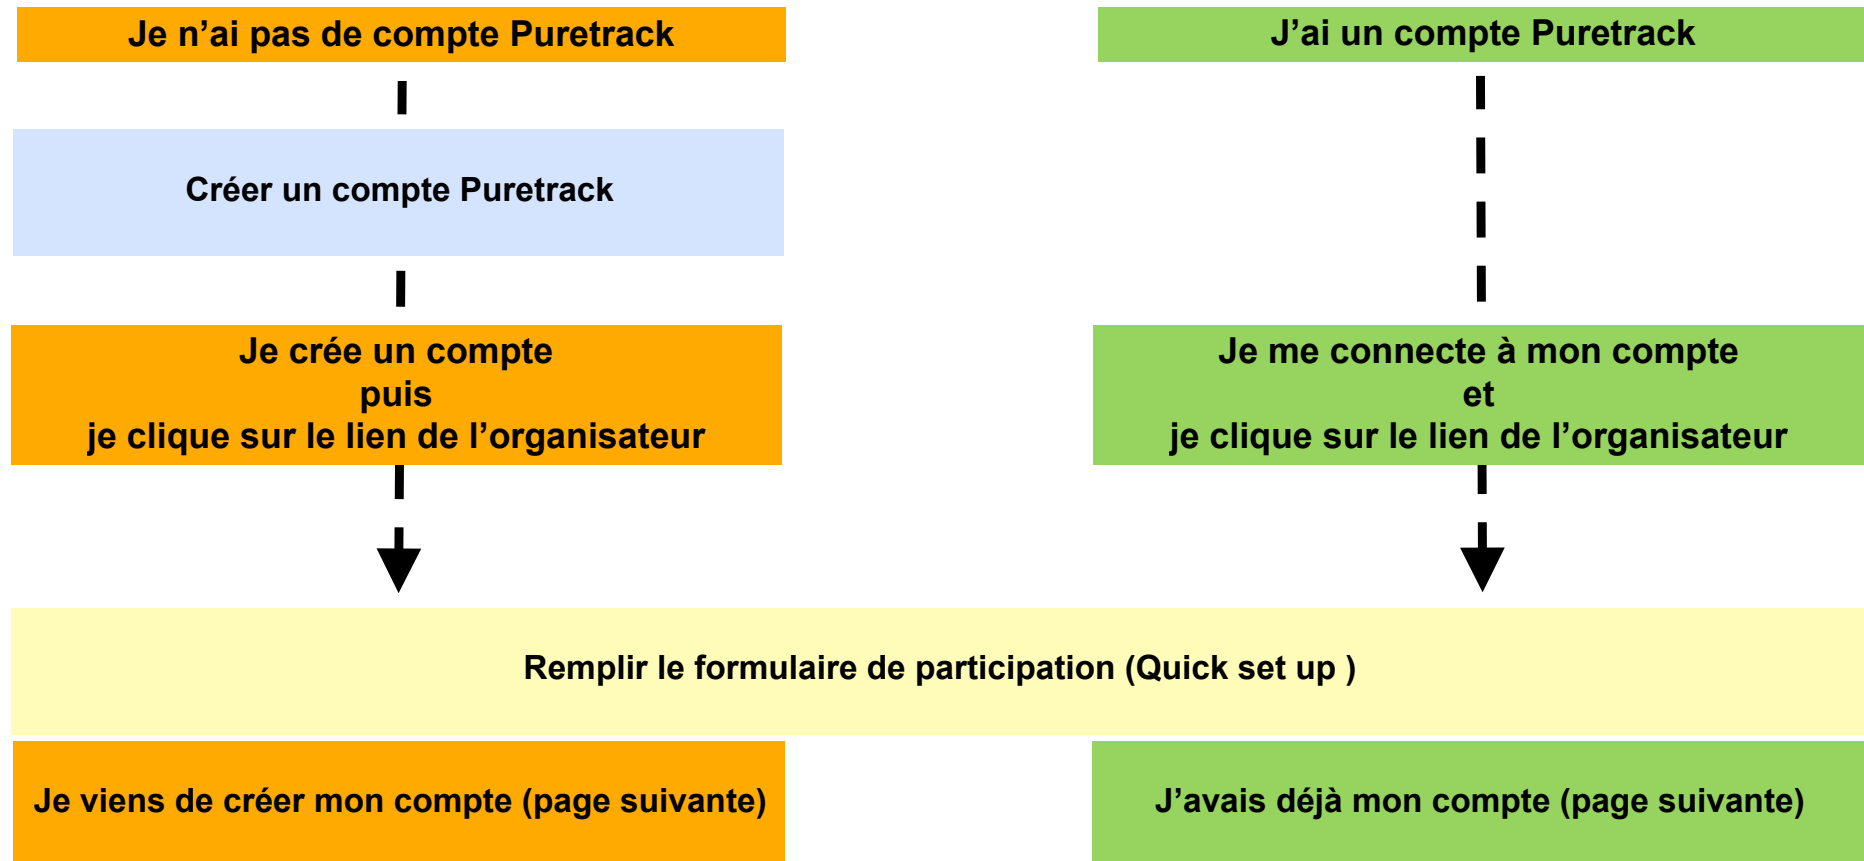 Je n’ai pas de compte Puretrack
J’ai un compte Puretrack
Créer un compte Puretrack
Je crée un compte
puis
je clique sur le lien de l’organisateur
Je me connecte à mon compte
et
je clique sur le lien de l’organisateur
Remplir le formulaire de participation (Quick set up )
Je viens de créer mon compte (page suivante)
J’avais déjà mon compte (page suivante)